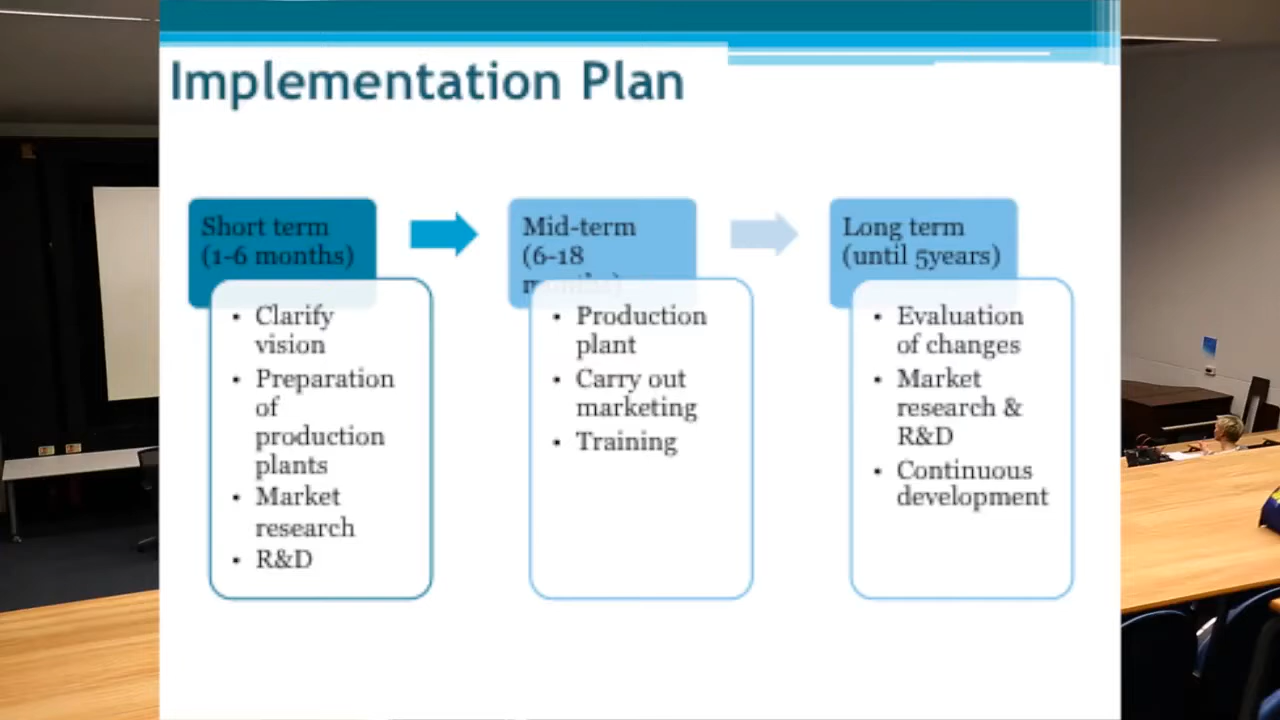 Implementation Plan
Short term
(1-6 months)
• Clarify
vision
• Preparation
of
production
plants
• Market
research
• R&D
Mid-term
(6-18
months)
• Production
plant
• Carry out
marketing
• Training
Long term
(until 5years)
• Evaluation
of changes
• Market
research &
R&D
• Continuous
development